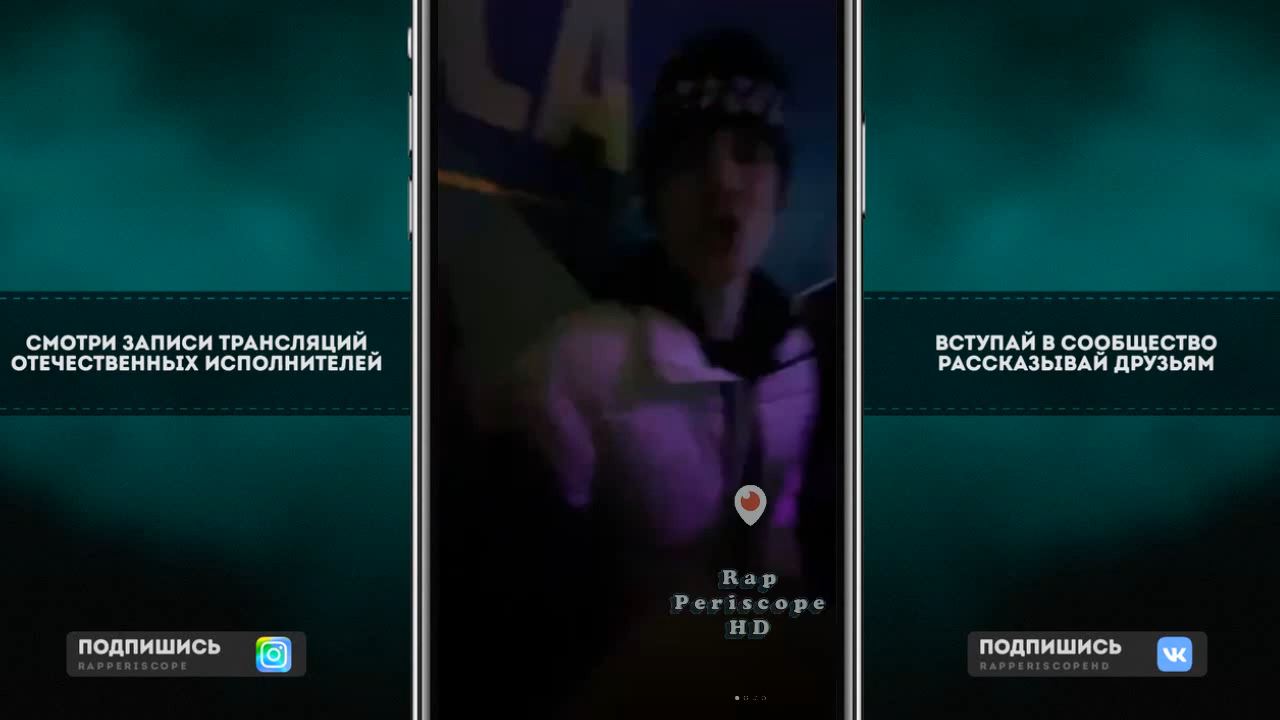 СМОТРИ ЗАПИСИ ТРАНСЛЯЦИЙ
ОТЕЧЕСТВЕННЫХ ИСПОЛНИТЕЛЕЙ
ВСТУПАЙ В СООБЩЕСТВО
РАССКАЗЫВАЙ ДРУЗЬЯМ
Rap
Periscope
HD
ПОДПИШИСЬ
RAPPERISCOPE
ПОДПИШИСЬ
RAPPERISCOPEHD